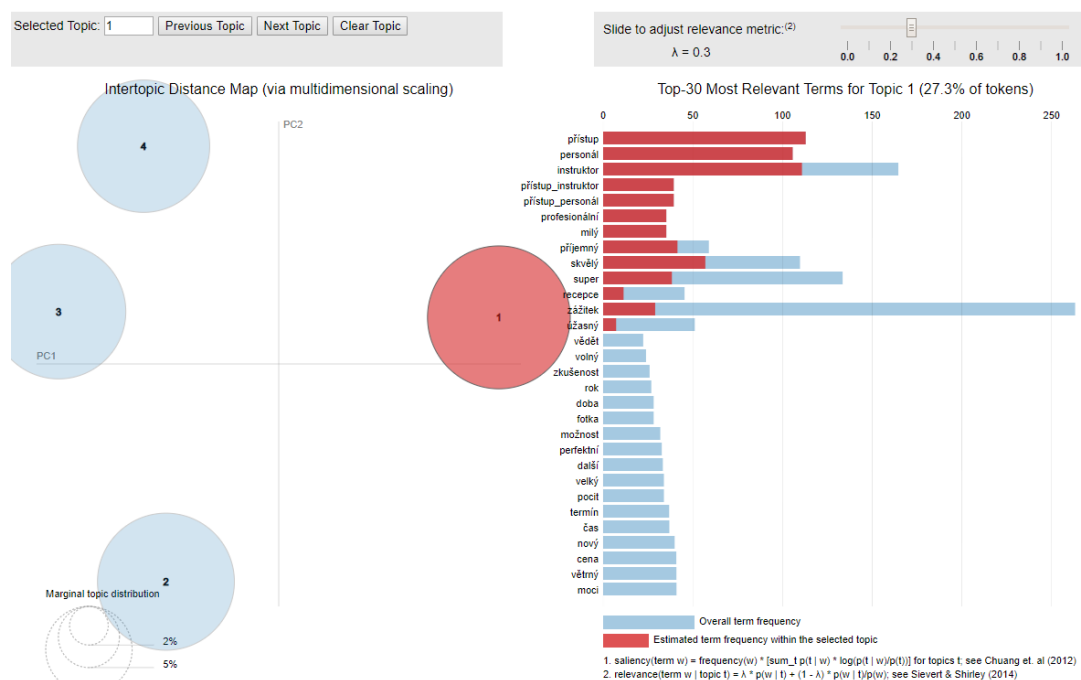 Selected Topic: 1 Previous Topic Next Topic Clear Topic
Slide to adjust relevance metric:(2)
λ = 0.3
0.0 0.2 0.4 0.6 0.8 1.0
Intertopic Distance Map (via multidimensional scaling)
PC2
PC1
4
3
1
2
Marginal topic distribution
2%
5%
Top-30 Most Relevant Terms for Topic 1 (27.3% of tokens)
0 50 100 150 200 250
přístup
personál
instruktor
přístup_instruktor
přístup_personál
profesionální
milý
příjemný
skvělý
super
recepce
zážitek
úžasný
vědět
volný
zkušenost
rok
doba
fotka
možnost
perfektní
další
velký
pocit
termín
čas
nový
cena
větrný
moci
Overall term frequency
Estimated term frequency within the selected topic
1. saliency(term w) = frequency(w) * [sum_t p(t | w) * log(p(t | w)/p(t))] for topics t; see Chuang et. al (2012)
2. relevance(term w | topic t) = λ * p(w | t) + (1 - λ) * p(w | t)/p(w); see Sievert & Shirley (2014)